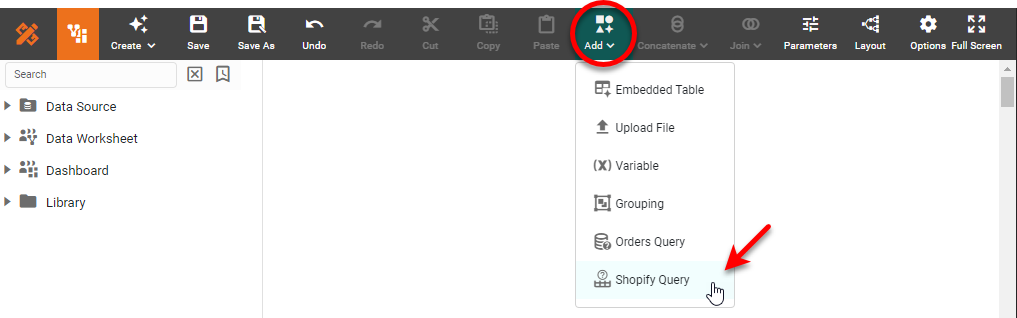 Create
Save
Save As
Undo
Redo
Cut
Copy
Paste
Add
Concatenate
Join
Parameters
Layout
Options
Full Screen
Search
Data Source
Data Worksheet
Dashboard
Library
Embedded Table
Upload File
(X) Variable
Grouping
Orders Query
Shopify Query